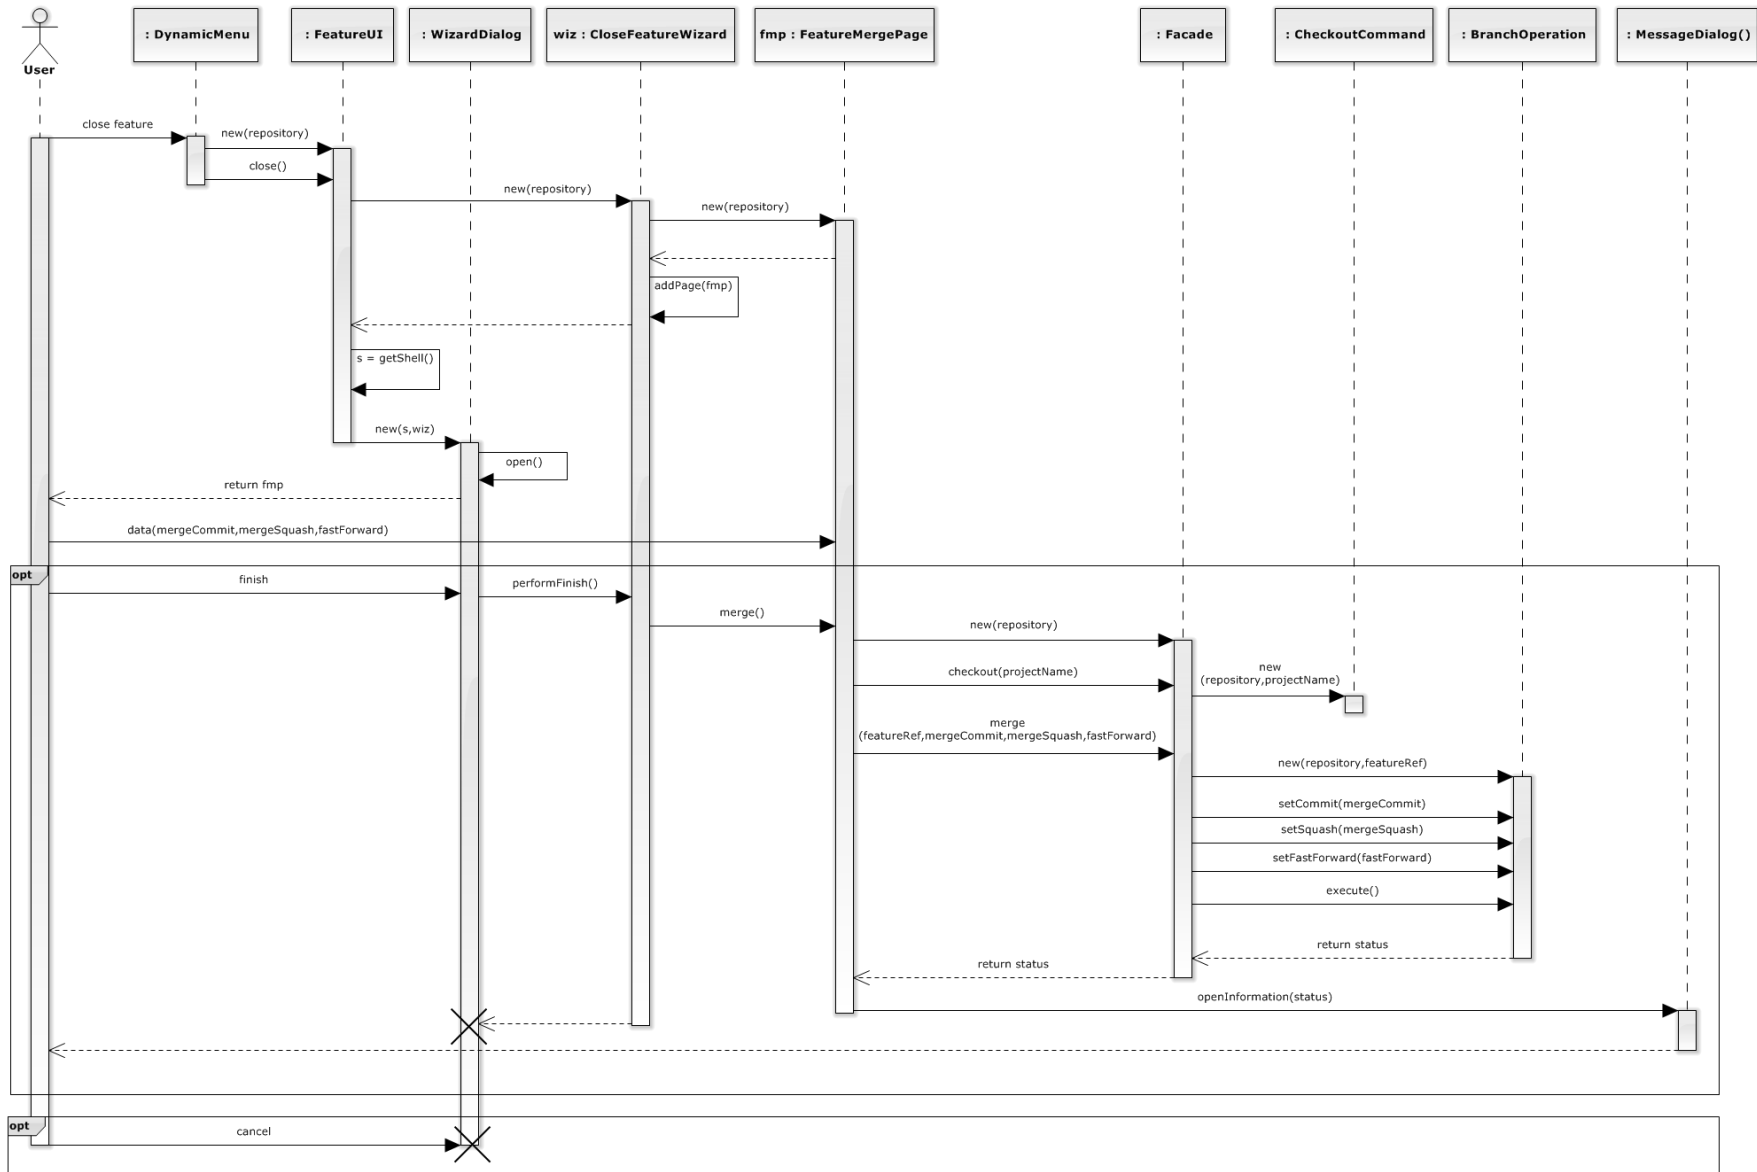 User
: DynamicMenu
: FeatureUI
: WizardDialog
wiz : CloseFeatureWizard
fmp : FeatureMergePage
: Facade
: CheckoutCommand
: BranchOperation
: MessageDialog()
close feature
new(repository)
close()
new(repository)
new(repository)
addPage(fmp)
s = getShell()
new(s,wiz)
open()
return fmp
data(mergeCommit,mergeSquash,fastForward)
opt
finish
performFinish()
merge()
new(repository)
checkout(projectName)
new
(repository,projectName)
merge
(featureRef,mergeCommit,mergeSquash,fastForward)
new(repository,featureRef)
setCommit(mergeCommit)
setSquash(mergeSquash)
setFastForward(fastForward)
execute()
return status
return status
openInformation(status)
opt
cancel